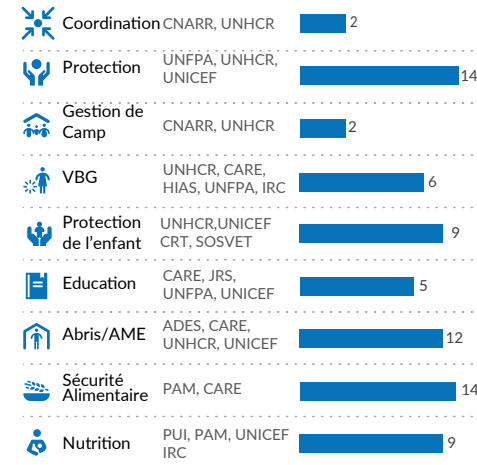 Coordination CNARR, UNHCR 2
Protection UNFPA, UNHCR,
UNICEF 14
Gestion de
Camp CNARR, UNHCR 2
VBG UNHCR, CARE,
HIAS, UNFPA, IRC 6
Protection UNHCR,UNICEF
de l'enfant CRT, SOSVET 9
Education CARE, JRS,
UNFPA, UNICEF 5
Abris/AME ADES, CARE,
UNHCR, UNICEF 12
Sécurité
Alimentaire PAM, CARE 14
Nutrition PUI, PAM, UNICEF
IRC 9